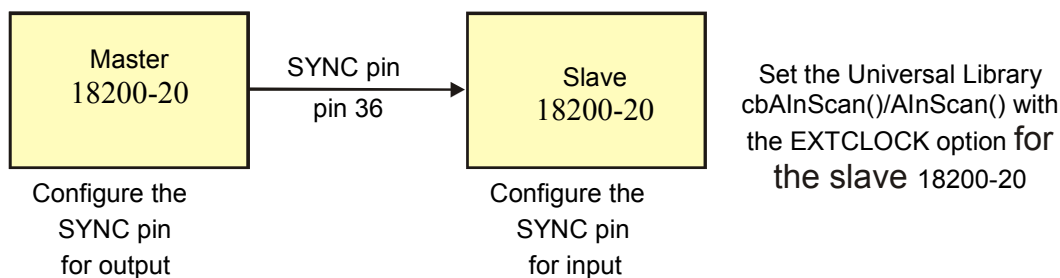 Master
18200-20
SYNC pin
pin 36
Slave
18200-20
Configure the
SYNC pin
for output
Configure the
SYNC pin
for input
Set the Universal Library
cbAInScan()/AInScan() with
the EXTCLOCK option for
the slave 18200-20